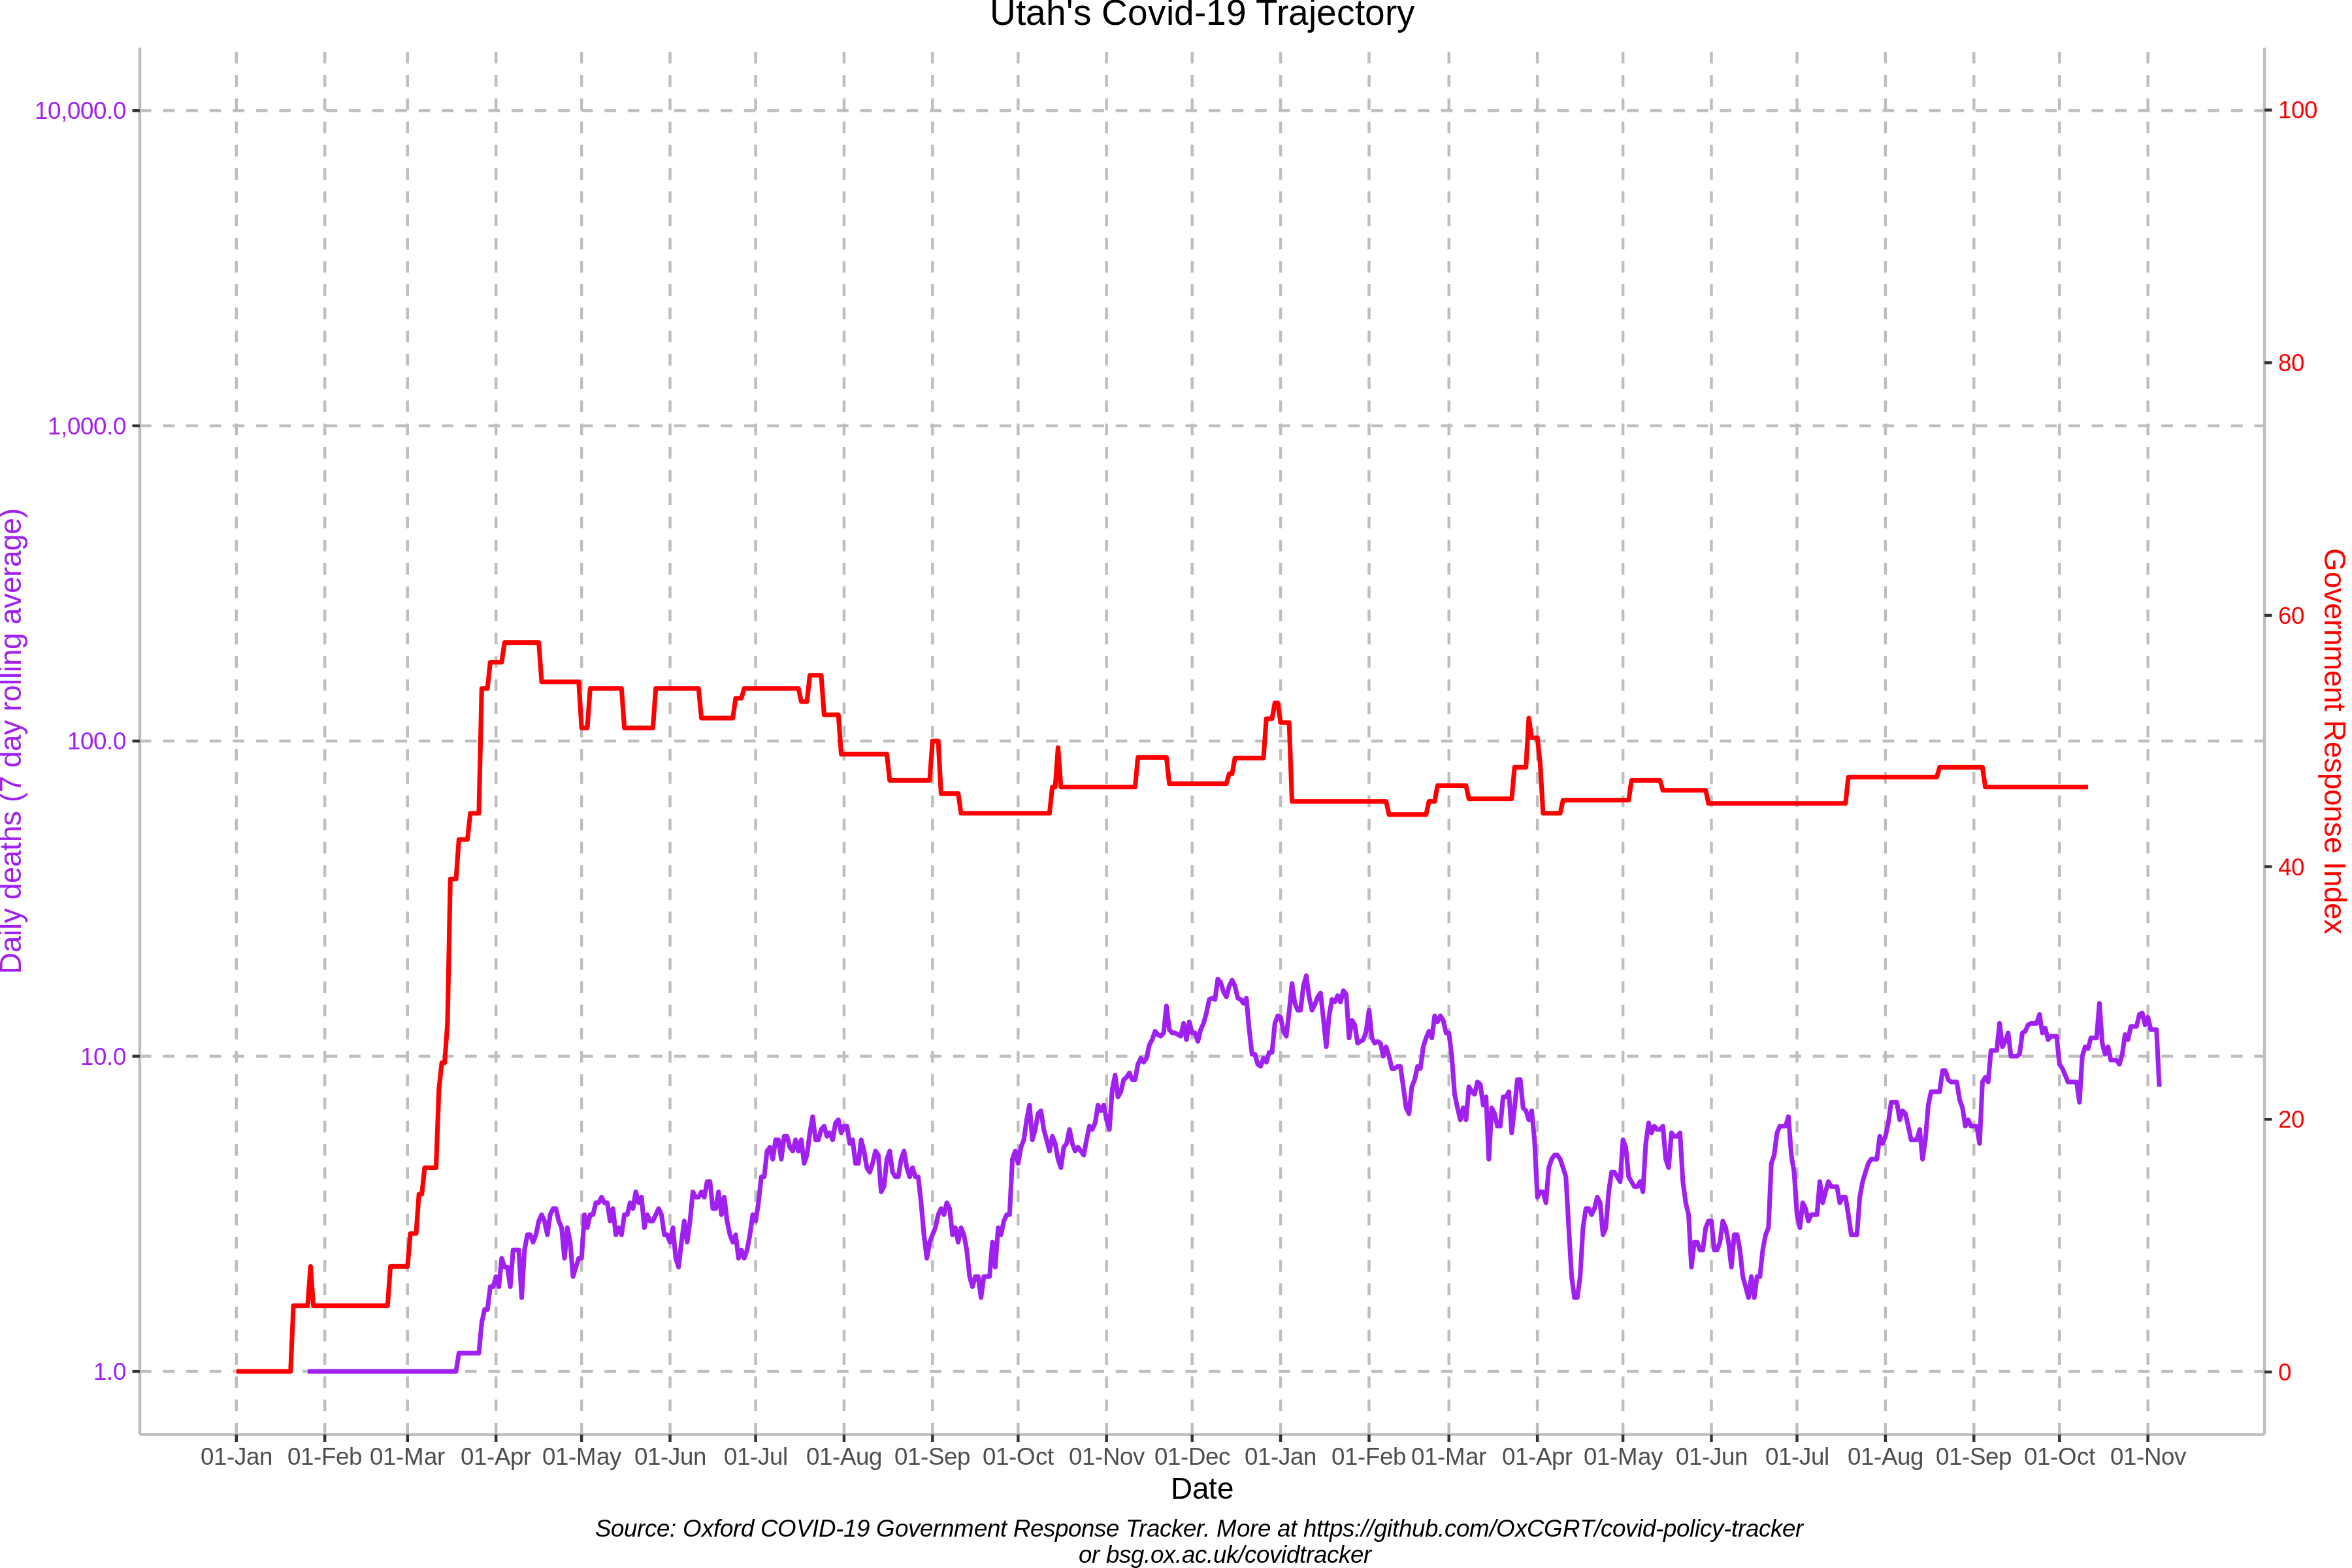 Utah's Covid-19 Trajectory
10,000.0
1,000.0
100.0
10.0
1.0
Daily deaths (7 day rolling average)
100
80
60
40
20
0
Government Response Index
01-Jan 01-Feb 01-Mar 01-Apr 01-May 01-Jun 01-Jul 01-Aug 01-Sep 01-Oct 01-Nov 01-Dec 01-Jan 01-Feb 01-Mar 01-Apr 01-May 01-Jun 01-Jul 01-Aug 01-Sep 01-Oct 01-Nov
Date
Source: Oxford COVID-19 Government Response Tracker. More at https://github.com/OxCGRT/covid-policy-tracker
or bsg.ox.ac.uk/covidtracker